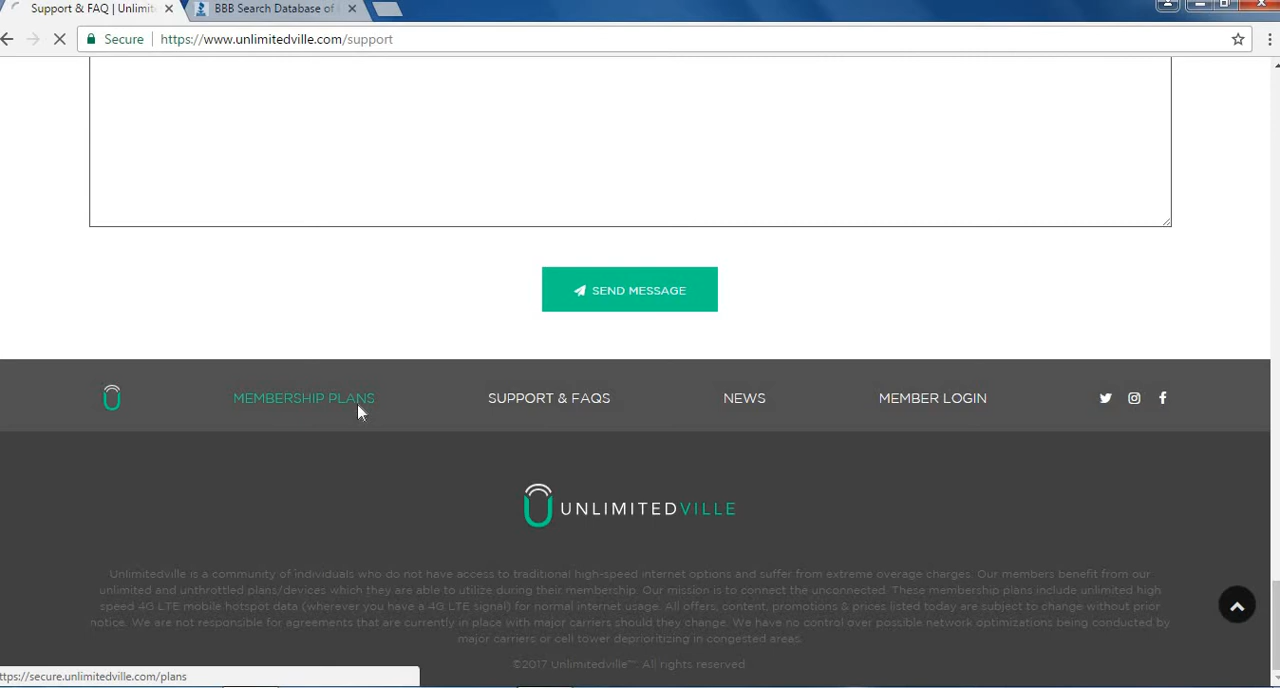 Support & FAQ | Unlimit
BBB Search Database of
Secure
https://www.unlimitedville.com/support
SEND MESSAGE
MEMBERSHIP PLANS
SUPPORT & FAQS
NEWS
MEMBER LOGIN
UNLIMITEDVILLE
Unlimitedville is a community of individuals who do not have access to traditional high-speed internet options and suffer from extreme overage charges. Our members benefit from our
unlimited and unthrottled plans/devices which they are able to utilize during their membership. Our mission is to connect the unconnected. These membership plans include unlimited high
speed 4G LTE mobile hotspot data (wherever you have a 4G LTE signal) for normal internet usage. All offers, content, promotions & prices listed today are subject to change without prior
notice. We are not responsible for agreements that are currently in place with major carriers should they change. We have no control over possible network optimizations being conducted by
major carriers or cell tower deprioritizing in congested areas.
©2017 Unlimitedville™. All rights reserved
ttps://secure.unlimitedville.com/plans